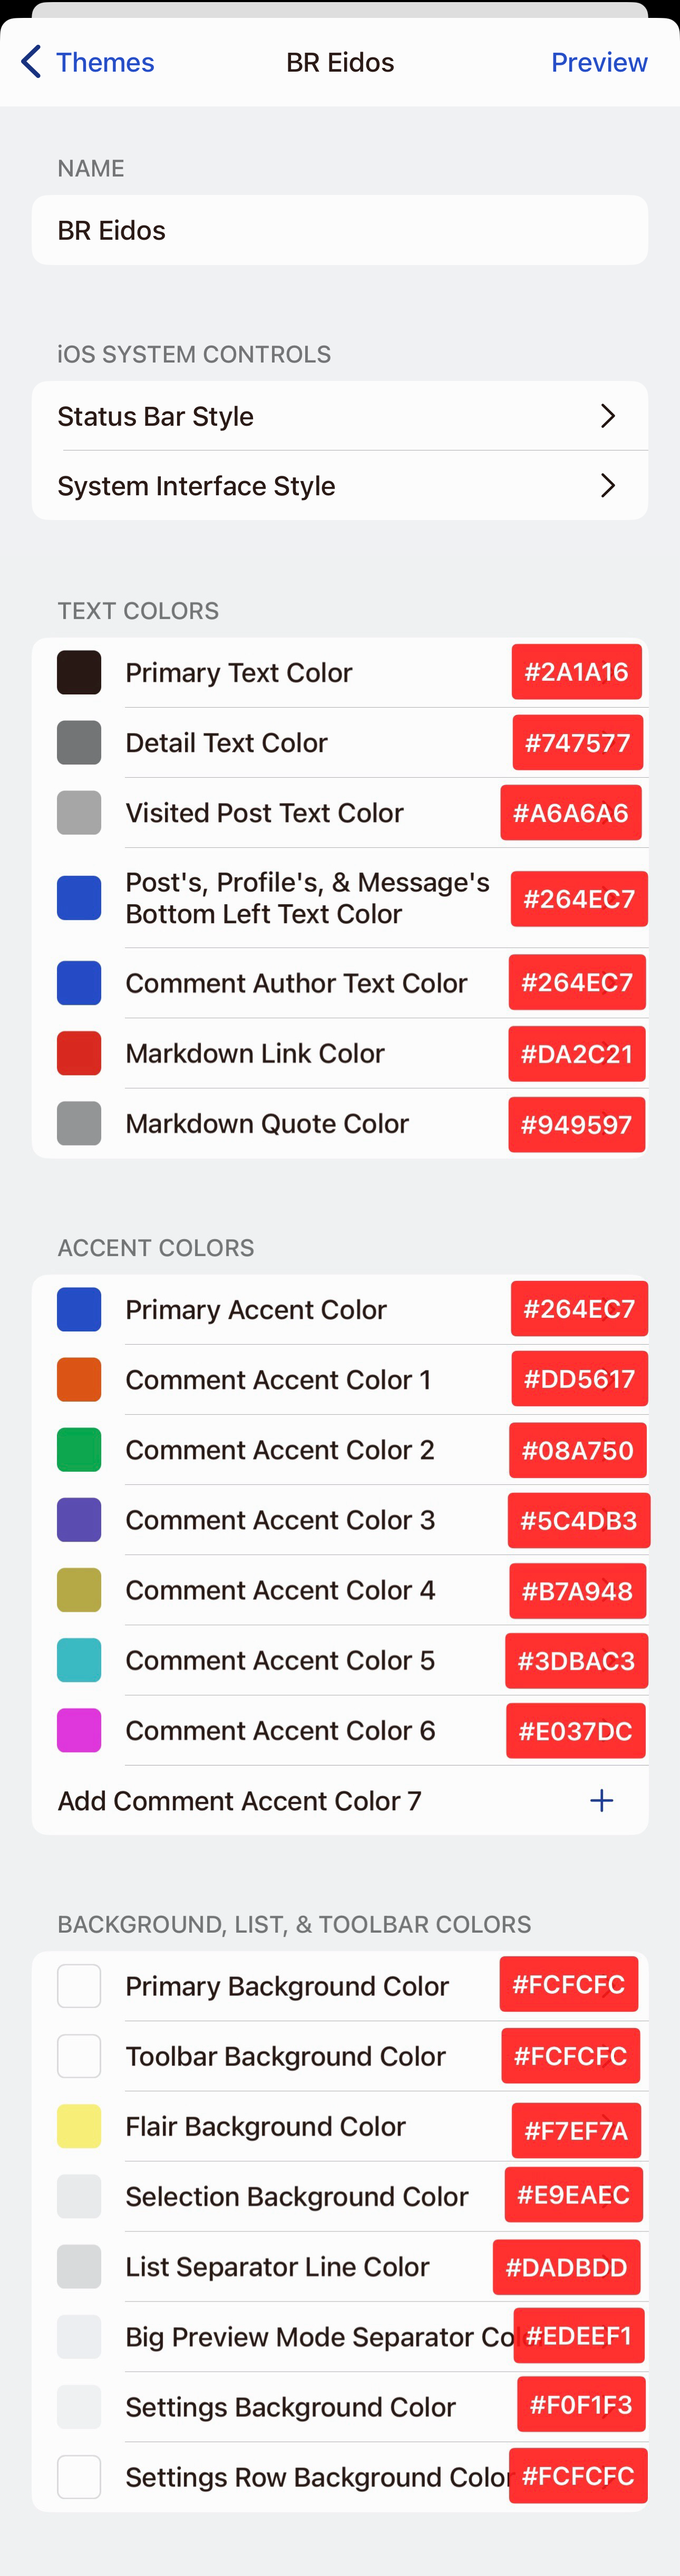 Themes
BR Eidos
Preview
NAME
BR Eidos
iOS SYSTEM CONTROLS
Status Bar Style
System Interface Style
TEXT COLORS
Primary Text Color #2A1A16
Detail Text Color #747577
Visited Post Text Color #A6A6A6
Post's, Profile's, & Message's
Bottom Left Text Color #264EC7
Comment Author Text Color #264EC7
Markdown Link Color #DA2C21
Markdown Quote Color #949597
ACCENT COLORS
Primary Accent Color #264EC7
Comment Accent Color 1 #DD5617
Comment Accent Color 2 #08A750
Comment Accent Color 3 #5C4DB3
Comment Accent Color 4 #B7A948
Comment Accent Color 5 #3DBAC3
Comment Accent Color 6 #E037DC
Add Comment Accent Color 7 +
BACKGROUND, LIST, & TOOLBAR COLORS
Primary Background Color #FCFCFC
Toolbar Background Color #FCFCFC
Flair Background Color #F7EF7A
Selection Background Color #E9EAEC
List Separator Line Color #DADBDD
Big Preview Mode Separator Col #EDEEF1
Settings Background Color #F0F1F3
Settings Row Background Color #FCFCFC